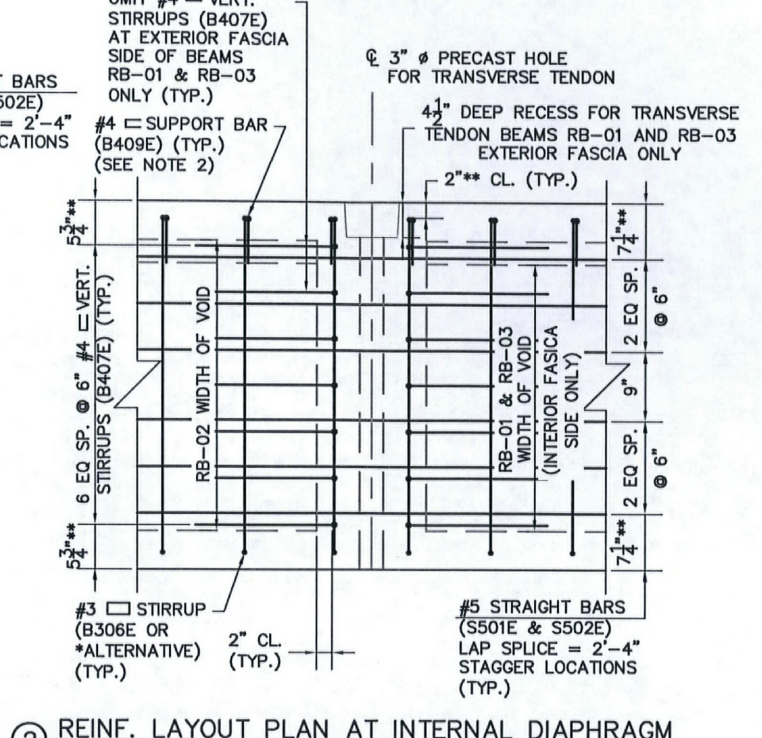 OMIT #4 ⊏ VERT.
STIRRUPS (B407E)
AT EXTERIOR FASCIA
SIDE OF BEAMS
RB-01 & RB-03
ONLY (TYP.)
BARS
502E)
= 2'-4"
CATIONS
#4 ⊏ SUPPORT BAR
(B409E) (TYP.)
(SEE NOTE 2)
℄ 3" ø PRECAST HOLE
FOR TRANSVERSE TENDON
4½" DEEP RECESS FOR TRANSVERSE
TENDON BEAMS RB-01 AND RB-03
EXTERIOR FASCIA ONLY
2"** CL. (TYP.)
5¾"**
6 EQ SP. @ 6" #4 ⊏ VERT.
STIRRUPS (B407E) (TYP.)
5¾"**
RB-02 WIDTH OF VOID
RB-01 & RB-03
WIDTH OF VOID
(INTERIOR FASICA
SIDE ONLY)
7¼"**
2 EQ SP.
@ 6"
9"
2 EQ SP.
@ 6"
7¼"**
#3 ▭ STIRRUP
(B306E OR
*ALTERNATIVE)
(TYP.)
2" CL.
(TYP.)
#5 STRAIGHT BARS
(S501E & S502E)
LAP SPLICE = 2'-4"
STAGGER LOCATIONS
(TYP.)
REINF. LAYOUT PLAN AT INTERNAL DIAPHRAGM